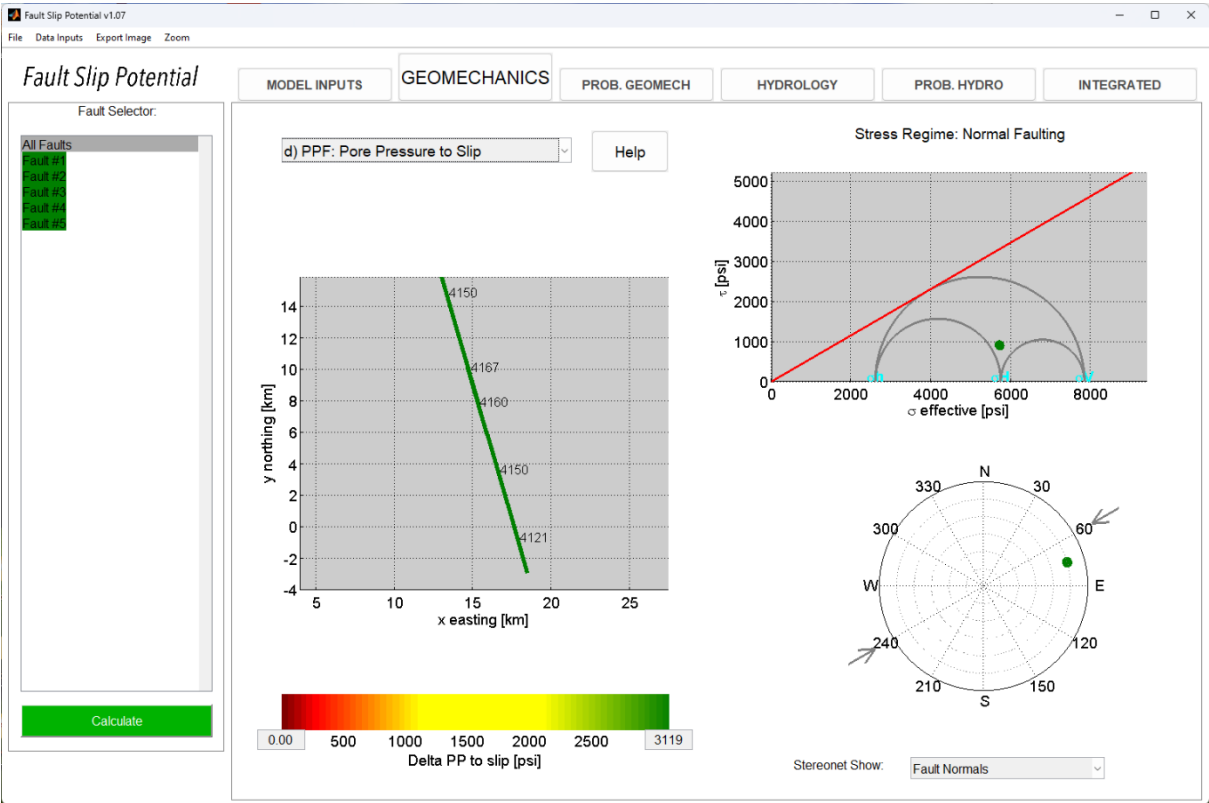 Fault Slip Potential v1.07
File Data Inputs Export Image Zoom
Fault Slip Potential
MODEL INPUTS GEOMECHANICS PROB. GEOMECH HYDROLOGY PROB. HYDRO INTEGRATED
Fault Selector:
All Faults
Fault #1
Fault #2
Fault #3
Fault #4
Fault #5
Calculate
d) PPF: Pore Pressure to Slip
Help
4150
4167
4160
4150
4121
14
12
10
8
6
4
2
0
-2
-4
y northing [km]
5 10 15 20 25
x easting [km]
0.00 500 1000 1500 2000 2500 3119
Delta PP to slip [psi]
Stress Regime: Normal Faulting
5000
4000
3000
2000
1000
0
τ [psi]
0 2000 4000 6000 8000
σ effective [psi]
N
330 30
300 60
W E
240 120
210 150
S
Stereonet Show: Fault Normals